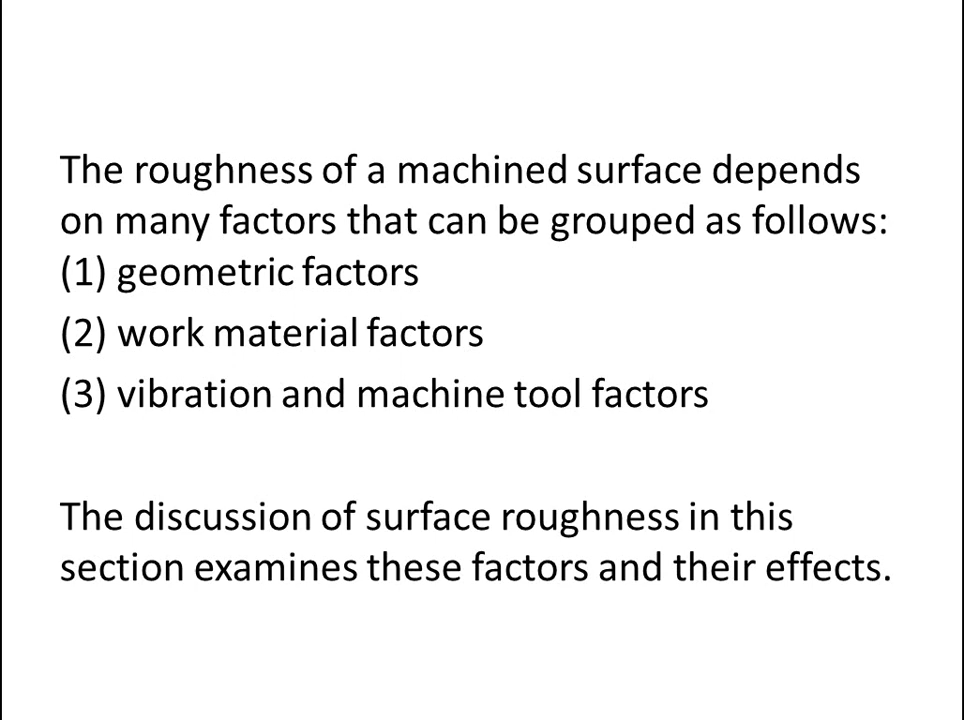 The roughness of a machined surface depends
on many factors that can be grouped as follows:
(1) geometric factors
(2) work material factors
(3) vibration and machine tool factors
The discussion of surface roughness in this
section examines these factors and their effects.